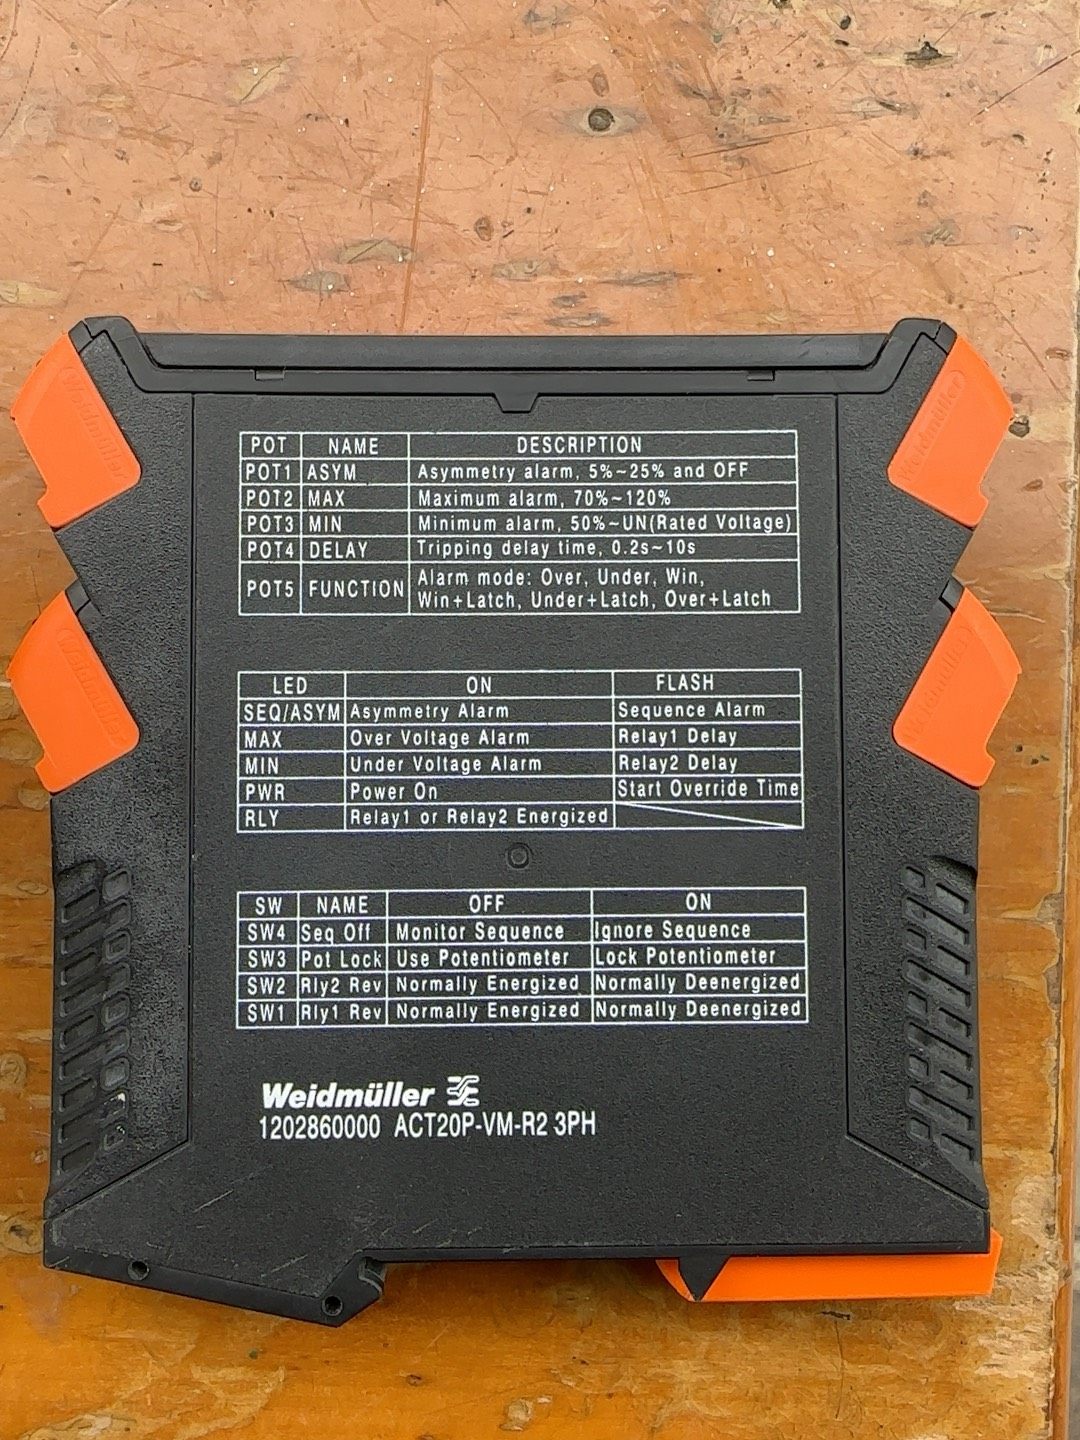 POT NAME DESCRIPTION
POT1 ASYM Asymmetry alarm, 5%~25% and OFF
POT2 MAX Maximum alarm, 70%~120%
POT3 MIN Minimum alarm, 50%~UN(Rated Voltage)
POT4 DELAY Tripping delay time, 0.2s~10s
POT5 FUNCTION Alarm mode: Over, Under, Win,
Win+Latch, Under+Latch, Over+Latch
LED ON FLASH
SEQ/ASYM Asymmetry Alarm Sequence Alarm
MAX Over Voltage Alarm Relay1 Delay
MIN Under Voltage Alarm Relay2 Delay
PWR Power On Start Override Time
RLY Relay1 or Relay2 Energized
SW NAME OFF ON
SW4 Seq Off Monitor Sequence Ignore Sequence
SW3 Pot Lock Use Potentiometer Lock Potentiometer
SW2 Rly2 Rev Normally Energized Normally Deenergized
SW1 Rly1 Rev Normally Energized Normally Deenergized
Weidmüller
1202860000 ACT20P-VM-R2 3PH
Weidmüller
Weidmüller
Weidmüller
Weidmüller